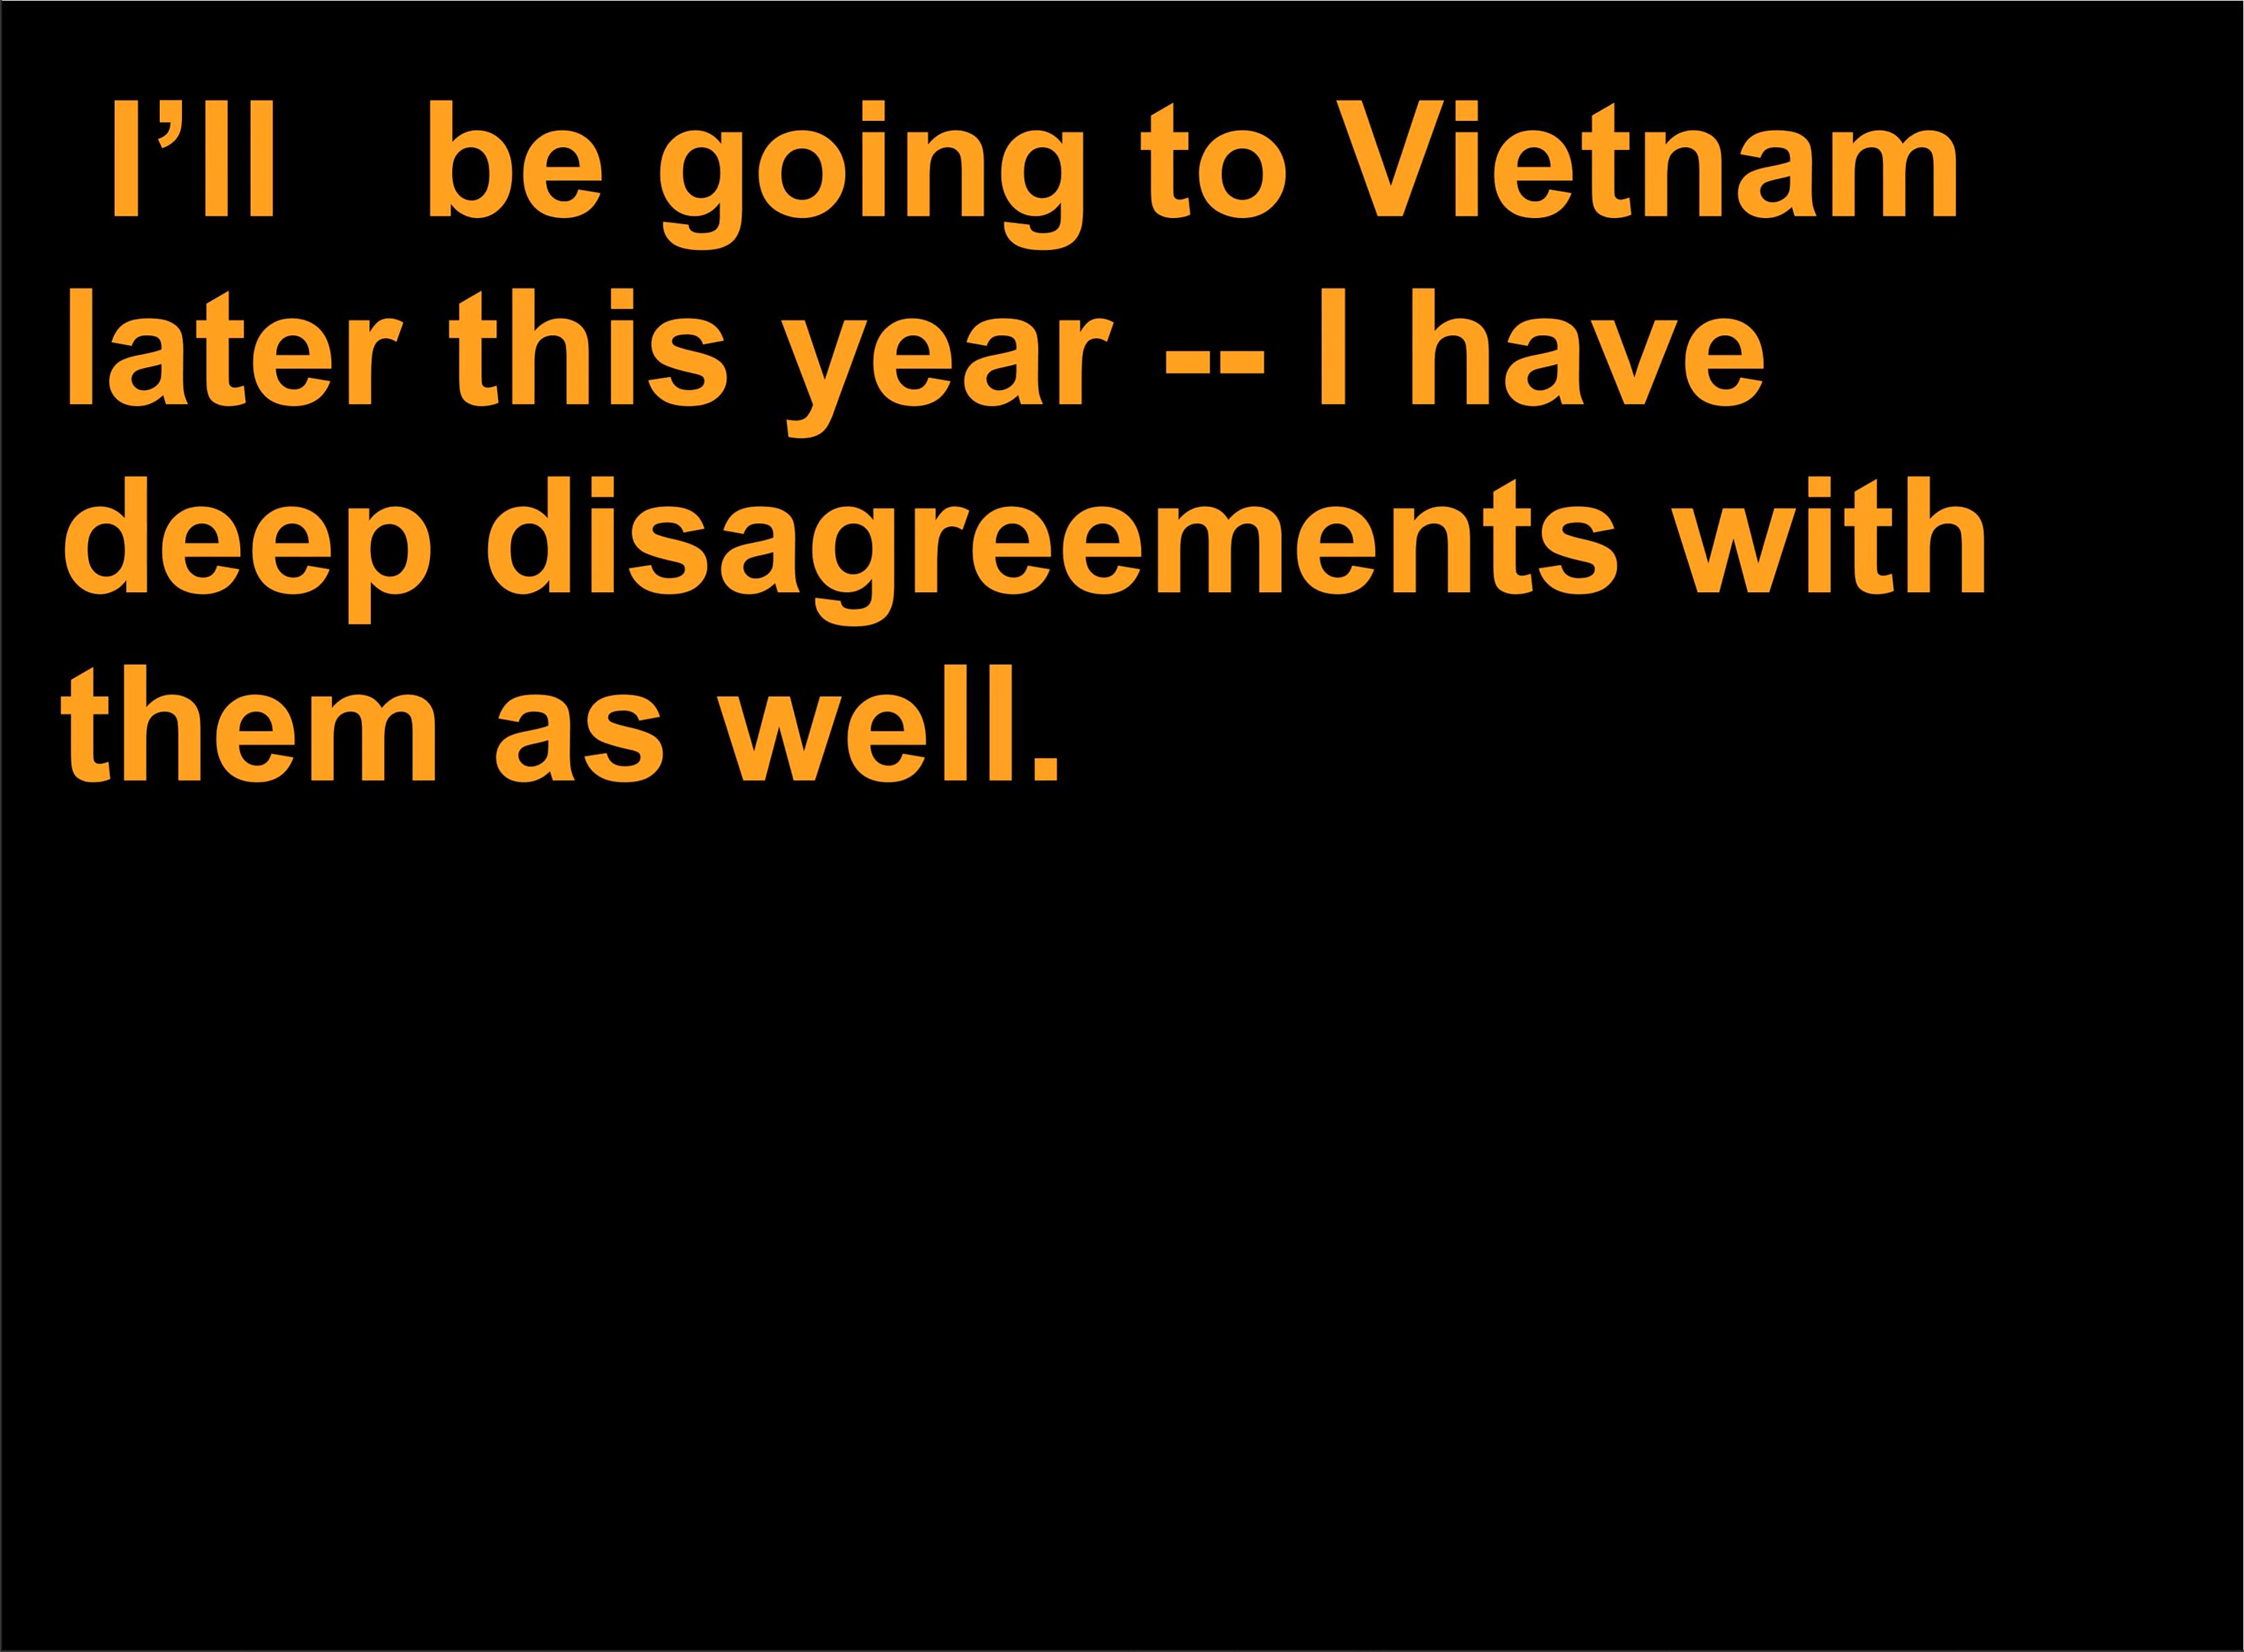 I’ll   be going to Vietnam
later this year -- I have
deep disagreements with
them as well.